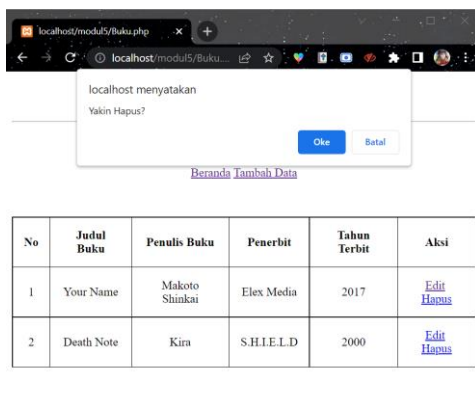 localhost/modul5/Buku.php
localhost/modul5/Buku....
localhost menyatakan
Yakin Hapus?
Oke Batal
Beranda Tambah Data
No Judul Buku Penulis Buku Penerbit Tahun Terbit Aksi
1 Your Name Makoto Shinkai Elex Media 2017 Edit Hapus
2 Death Note Kira S.H.I.E.L.D 2000 Edit Hapus